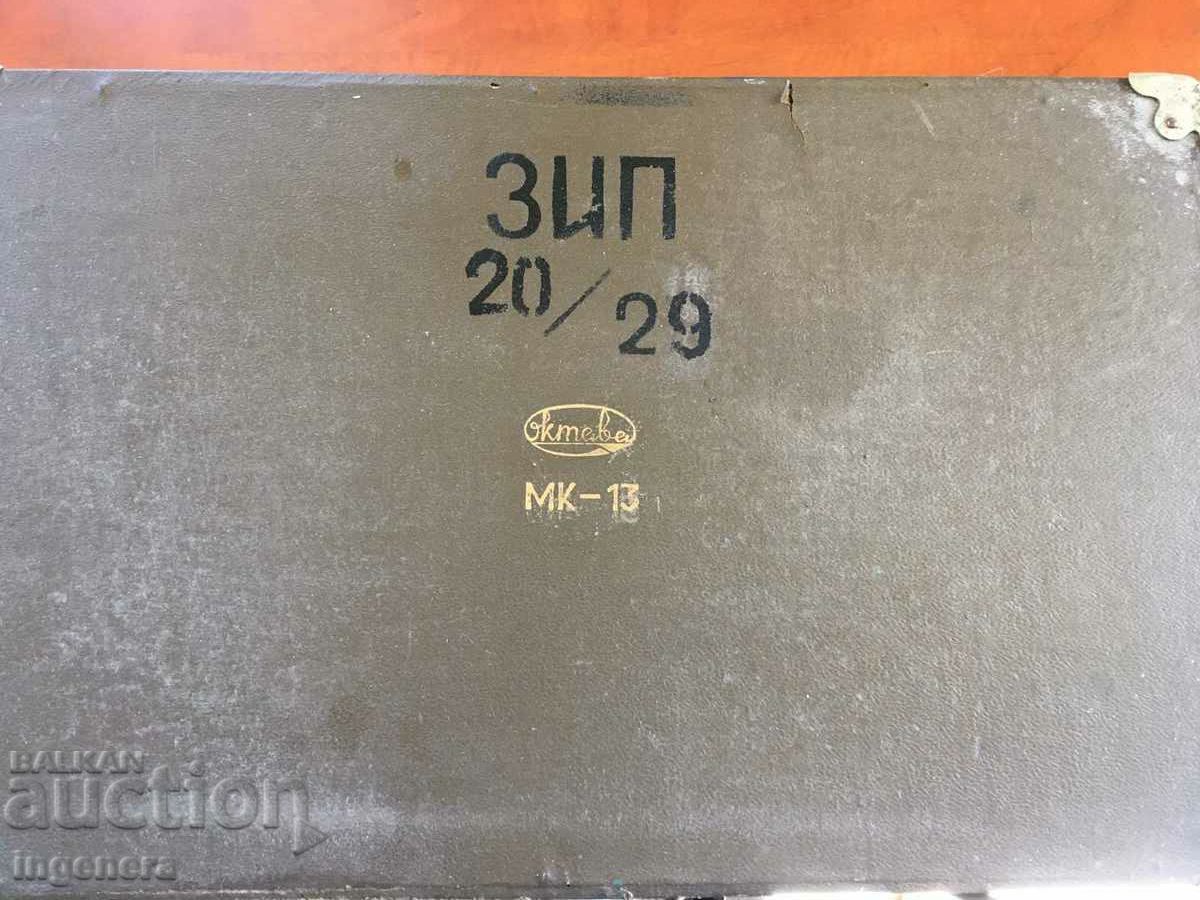 ЗИП
20/29
Октава
МК-13
BALKAN
auction
ingenera